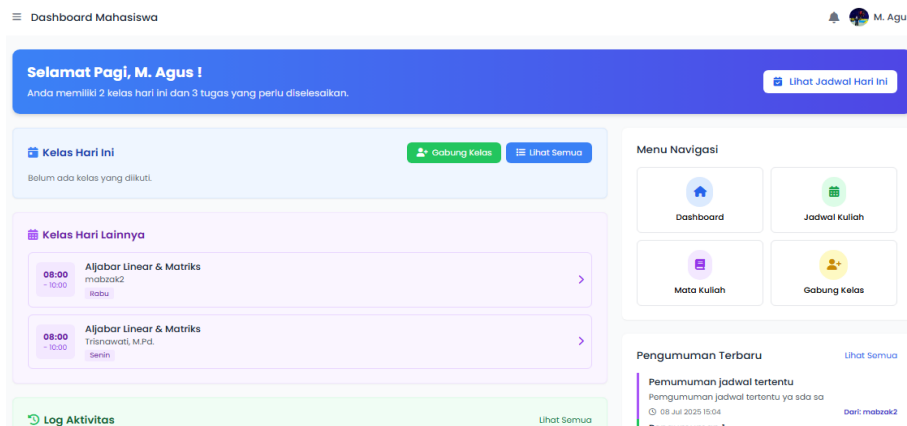 Dashboard Mahasiswa
M. Agus
Selamat Pagi, M. Agus !
Anda memiliki 2 kelas hari ini dan 3 tugas yang perlu diselesaikan.
Lihat Jadwal Hari Ini
Kelas Hari Ini
Gabung Kelas
Lihat Semua
Belum ada kelas yang diikuti.
Kelas Hari Lainnya
08:00
- 10:00
Aljabar Linear & Matriks
mabzak2
Rabu
08:00
- 10:00
Aljabar Linear & Matriks
Trisnawati, M.Pd.
Senin
Log Aktivitas
Lihat Semua
Menu Navigasi
Dashboard
Jadwal Kuliah
Mata Kuliah
Gabung Kelas
Pengumuman Terbaru
Lihat Semua
Pemumuman jadwal tertentu
Pemgumuman jadwal tertentu ya sda sa
08 Jul 2025 15:04
Dari: mabzak2